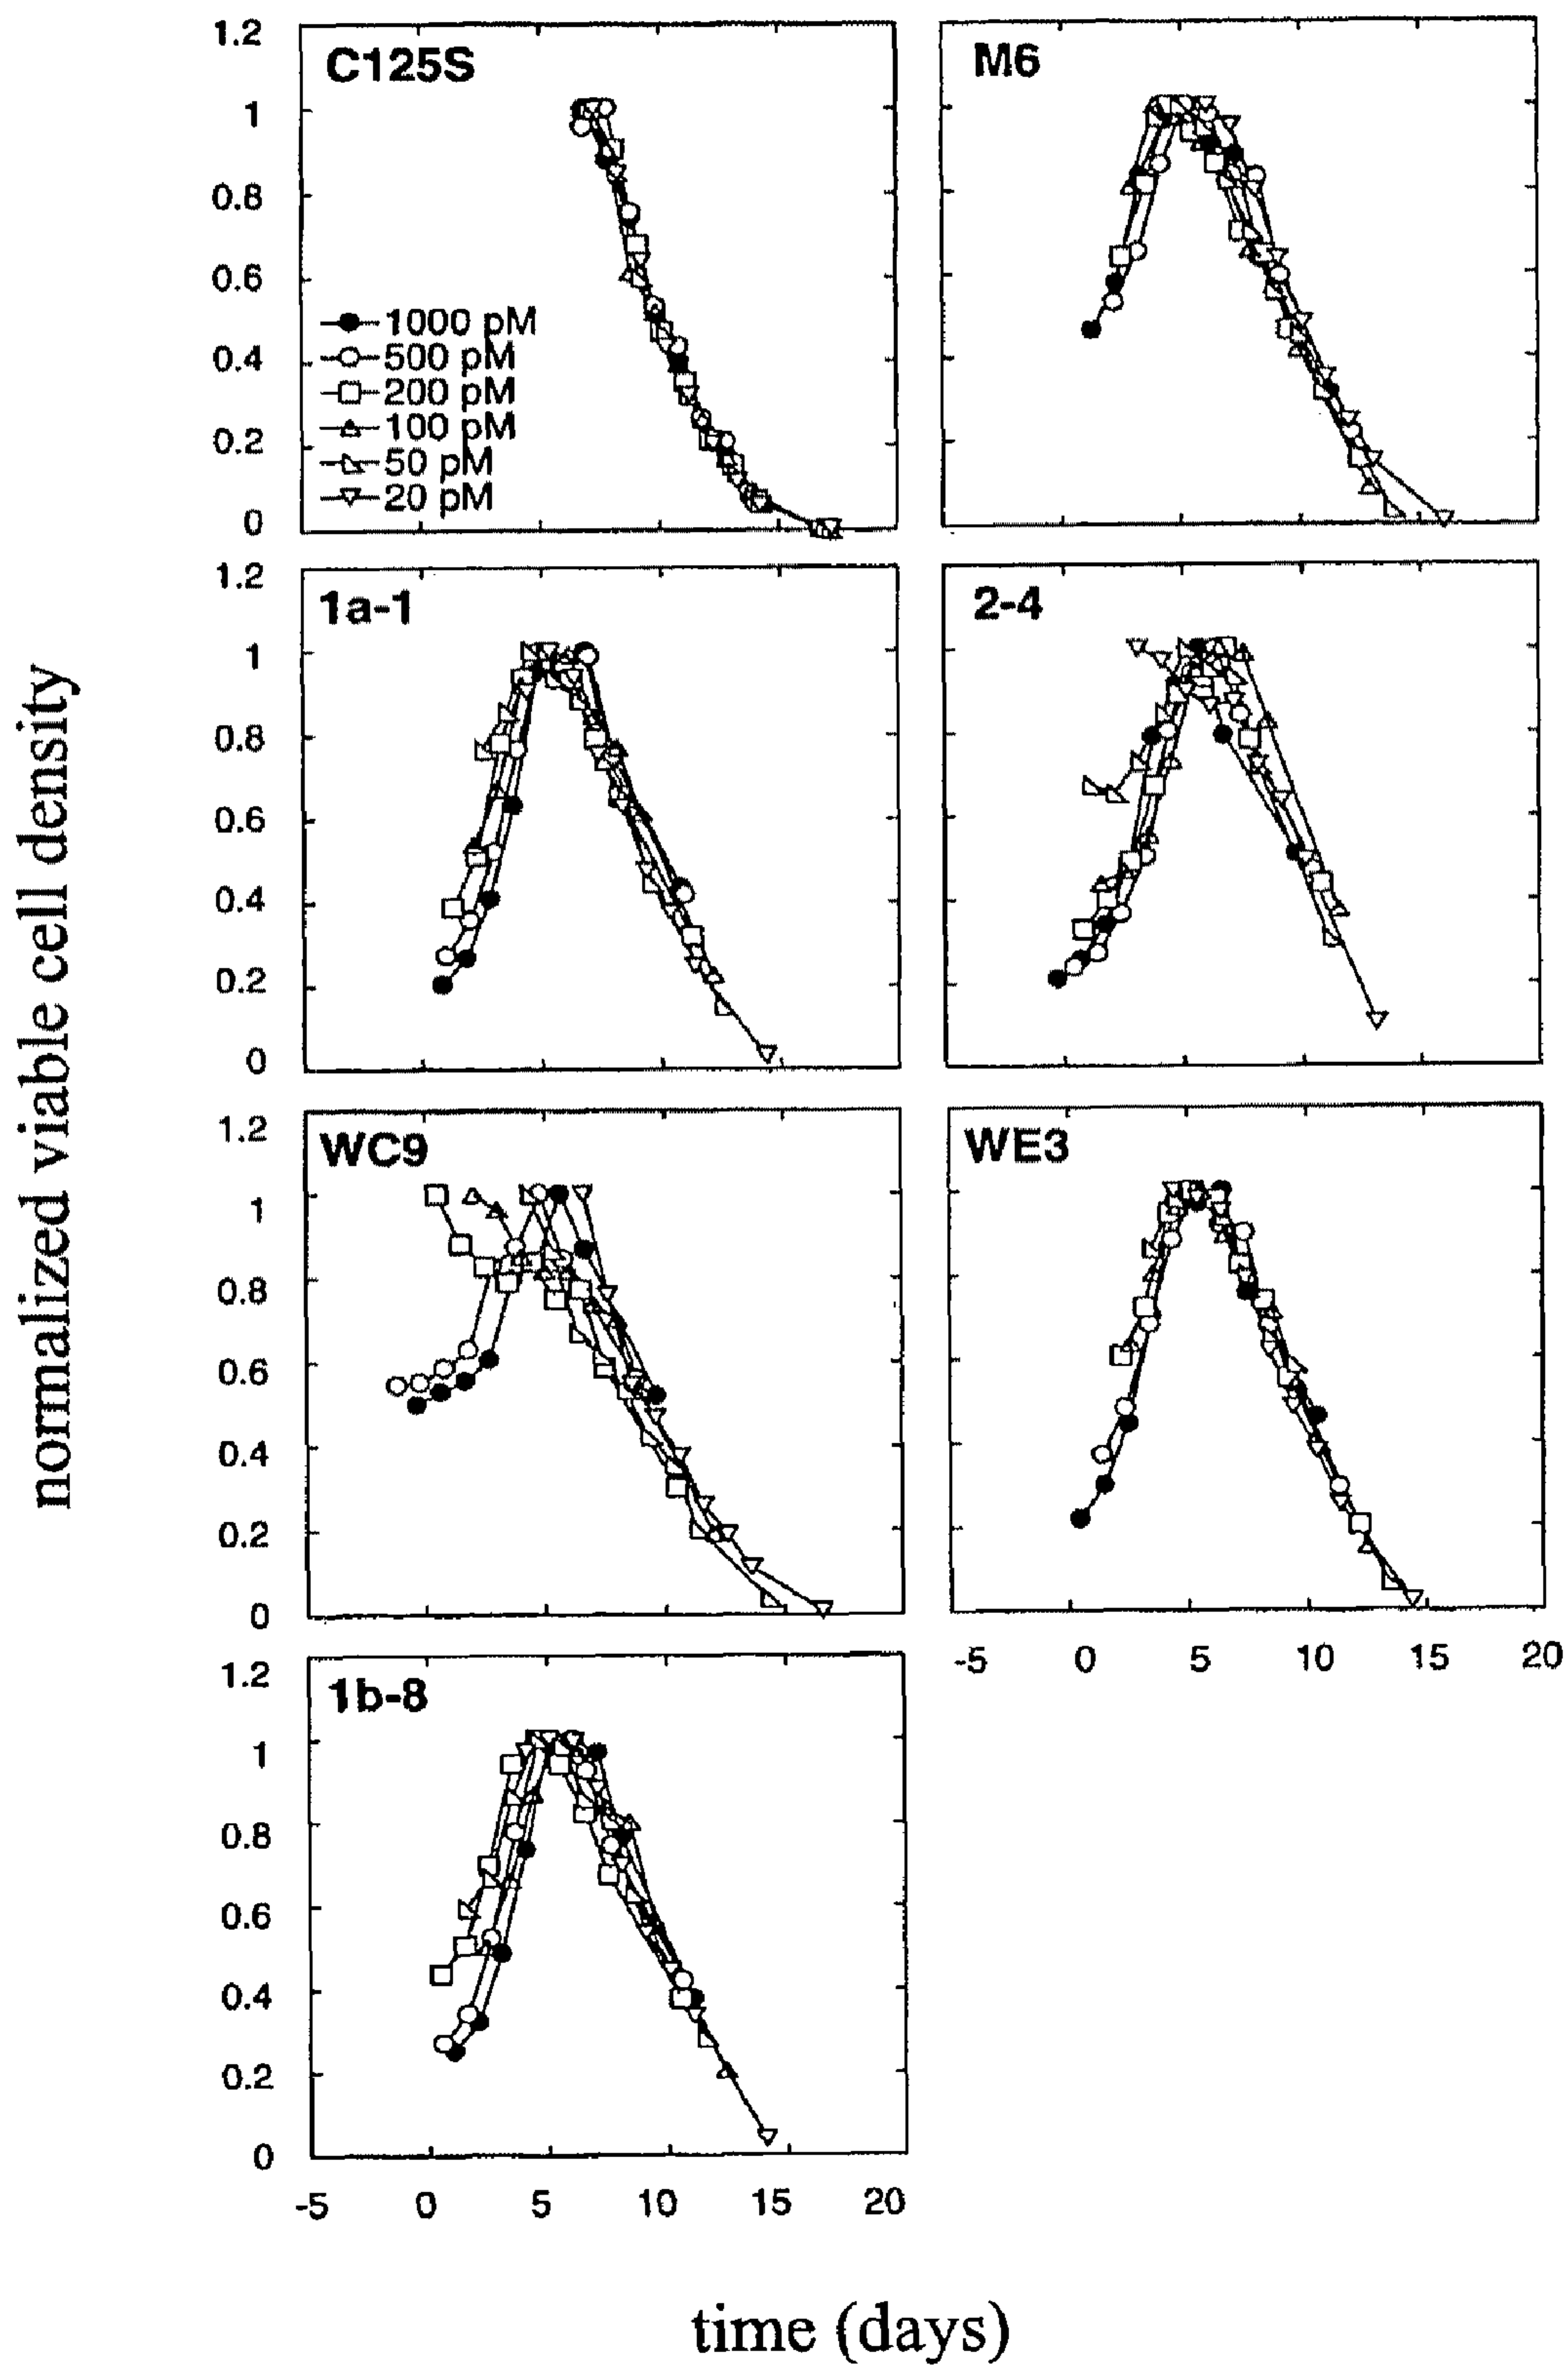 normalized viable cell density
1.2
1
0.8
0.6
0.4
0.2
0
C125S
1000 pM
500 pM
200 pM
100 pM
50 pM
20 pM
M6
1.2
1
0.8
0.6
0.4
0.2
0
1a-1
2-4
1.2
1
0.8
0.6
0.4
0.2
0
WC9
WE3
-5 0 5 10 15 20
1.2
1
0.8
0.6
0.4
0.2
0
1b-8
-5 0 5 10 15 20
time (days)